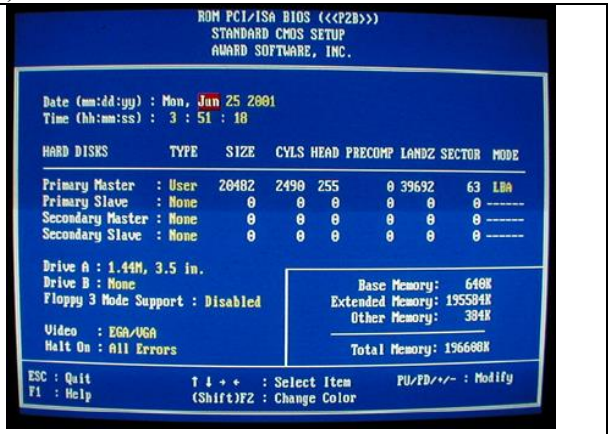 ROM PCI/ISA BIOS (<<P2B>>)
STANDARD CMOS SETUP
AWARD SOFTWARE, INC.
Date (mm:dd:yy) : Mon, Jun 25 2001
Time (hh:mm:ss) : 3 : 51 : 18
HARD DISKS TYPE SIZE CYLS HEAD PRECOMP LANDZ SECTOR MODE
Primary Master : User 20482 2490 255 0 39692 63 LBA
Primary Slave : None 0 0 0 0 0 0 ------
Secondary Master : None 0 0 0 0 0 0 ------
Secondary Slave : None 0 0 0 0 0 0 ------
Drive A : 1.44M, 3.5 in.
Drive B : None
Floppy 3 Mode Support : Disabled
Video : EGA/VGA
Halt On : All Errors
Base Memory: 640K
Extended Memory: 195584K
Other Memory: 384K
Total Memory: 196608K
ESC : Quit ↑ ↓ → ← : Select Item PU/PD/+/- : Modify
F1 : Help (Shift)F2 : Change Color